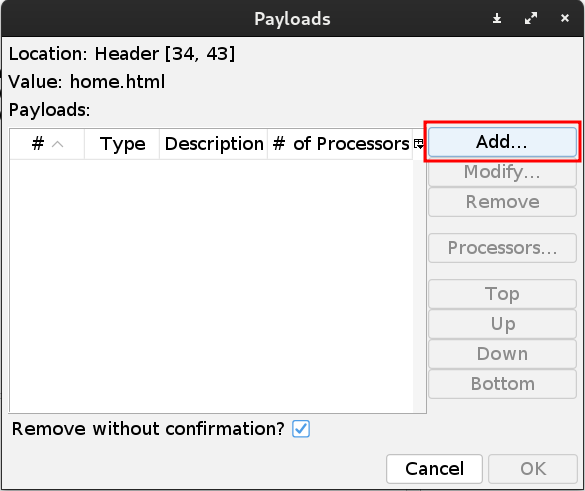 Payloads
Location: Header [34, 43]
Value: home.html
Payloads:
# Type Description # of Processors
Add...
Modify...
Remove
Processors...
Top
Up
Down
Bottom
Remove without confirmation?
Cancel OK